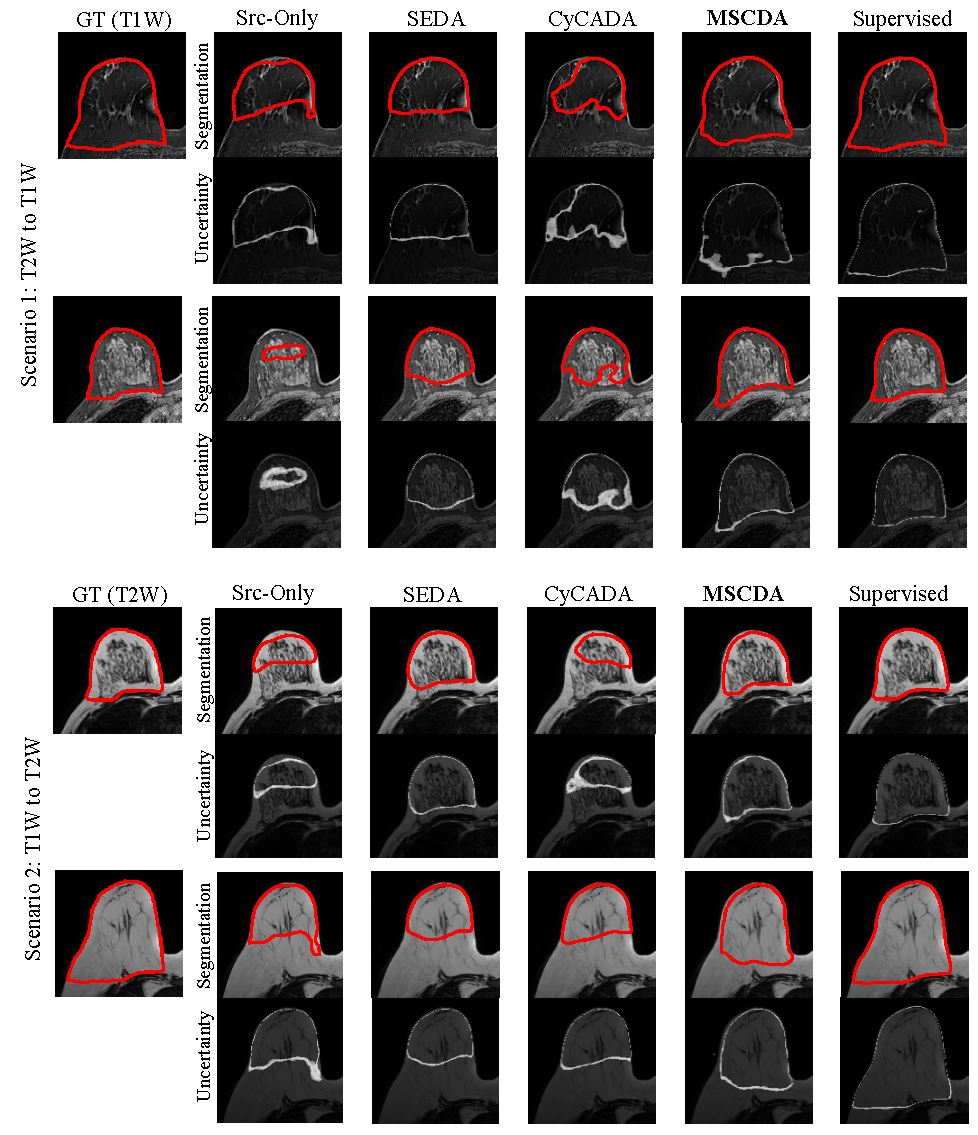 GT (T1W) Src-Only SEDA CyCADA MSCDA Supervised
Scenario 1: T2W to T1W
Segmentation
Uncertainty
Segmentation
Uncertainty
GT (T2W) Src-Only SEDA CyCADA MSCDA Supervised
Scenario 2: T1W to T2W
Segmentation
Uncertainty
Segmentation
Uncertainty